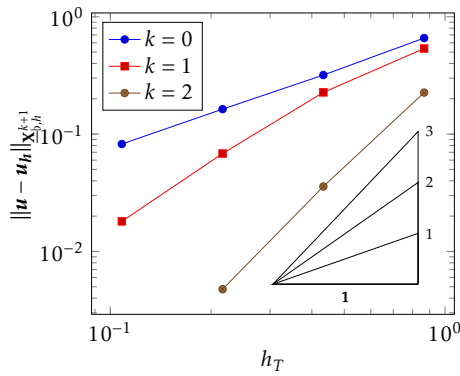 10^0
k = 0
k = 1
k = 2
10^{-1}
10^{-2}
‖u − u_h‖_{X^{k+1}_{b,h}}
3
2
1
1
10^{-1}
10^0
h_T